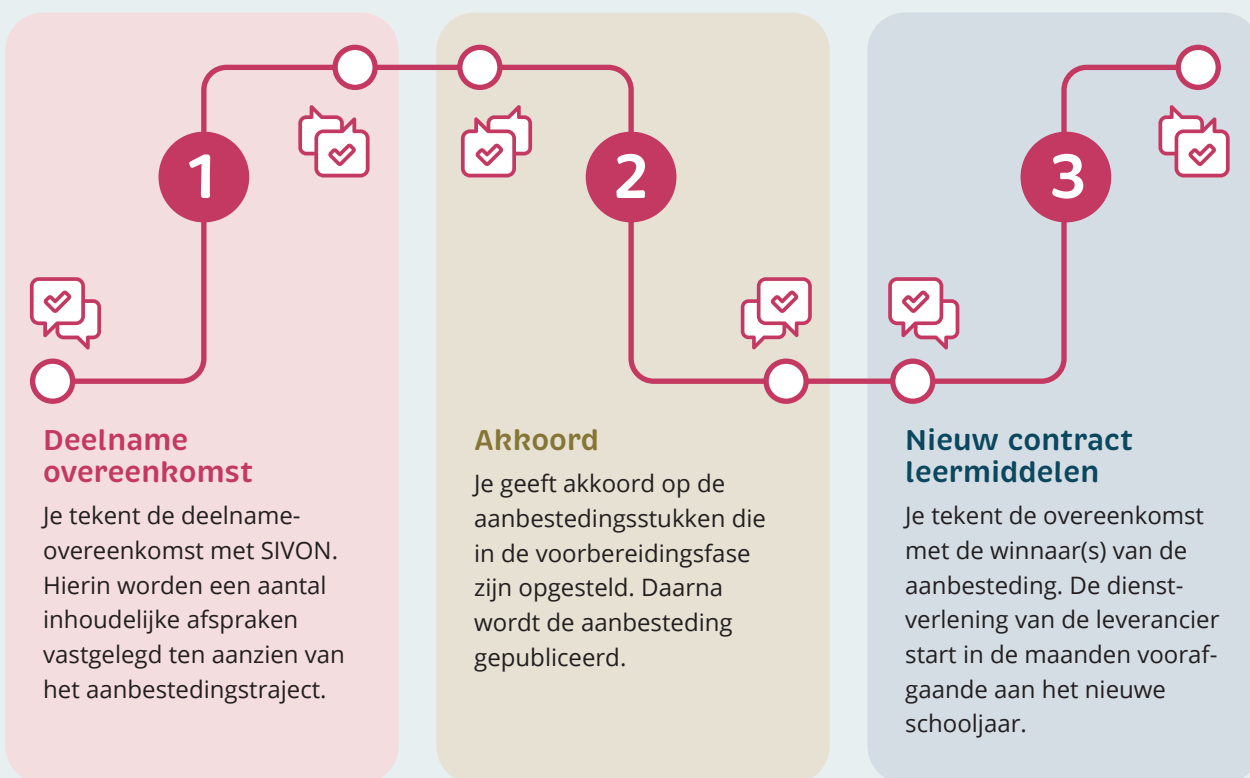 1
Deelname
overeenkomst
Je tekent de deelname-
overeenkomst met SIVON.
Hierin worden een aantal
inhoudelijke afspraken
vastgelegd ten aanzien van
het aanbestedingstraject.
2
Akkoord
Je geeft akkoord op de
aanbestedingsstukken die
in de voorbereidingsfase
zijn opgesteld. Daarna
wordt de aanbesteding
gepubliceerd.
3
Nieuw contract
leermiddelen
Je tekent de overeenkomst
met de winnaar(s) van de
aanbesteding. De dienst-
verlening van de leverancier
start in de maanden vooraf-
gaande aan het nieuwe
schooljaar.